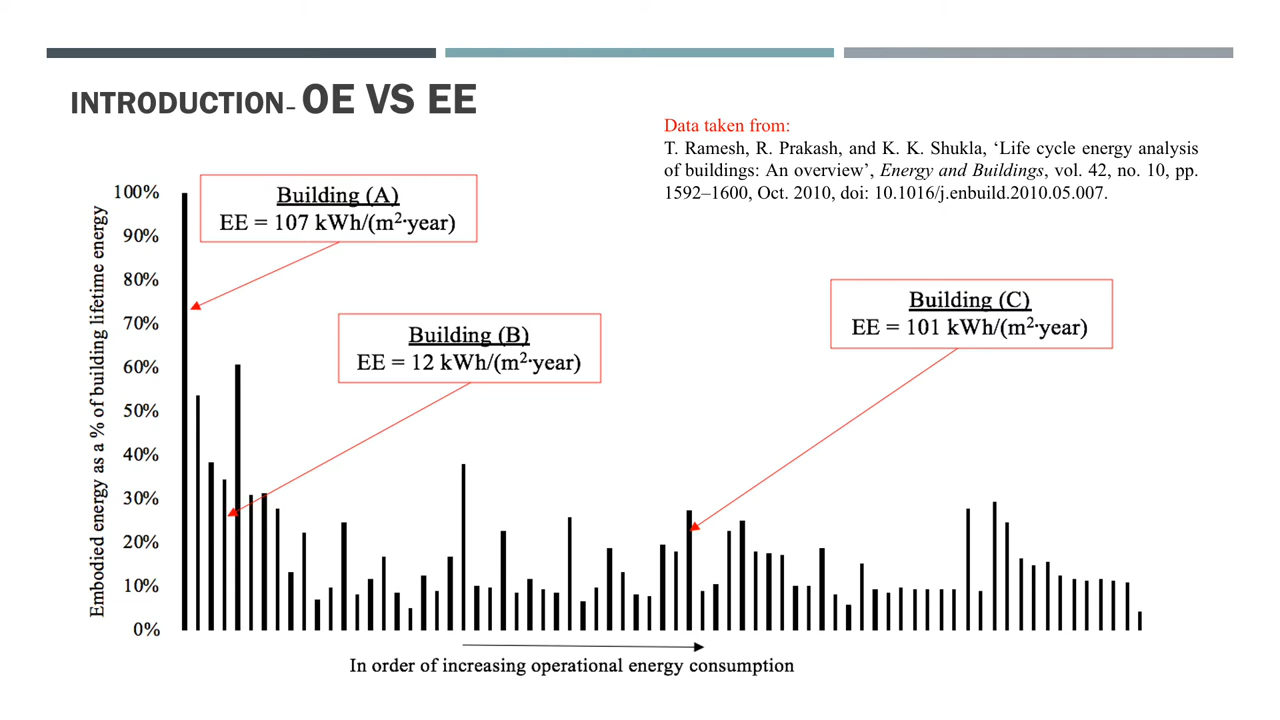 INTRODUCTION- OE VS EE
Data taken from:
T. Ramesh, R. Prakash, and K. K. Shukla, ‘Life cycle energy analysis
of buildings: An overview’, Energy and Buildings, vol. 42, no. 10, pp.
1592–1600, Oct. 2010, doi: 10.1016/j.enbuild.2010.05.007.
Embodied energy as a % of building lifetime energy
100%
90%
80%
70%
60%
50%
40%
30%
20%
10%
0%
Building (A)
EE = 107 kWh/(m²·year)
Building (B)
EE = 12 kWh/(m²·year)
Building (C)
EE = 101 kWh/(m²·year)
In order of increasing operational energy consumption